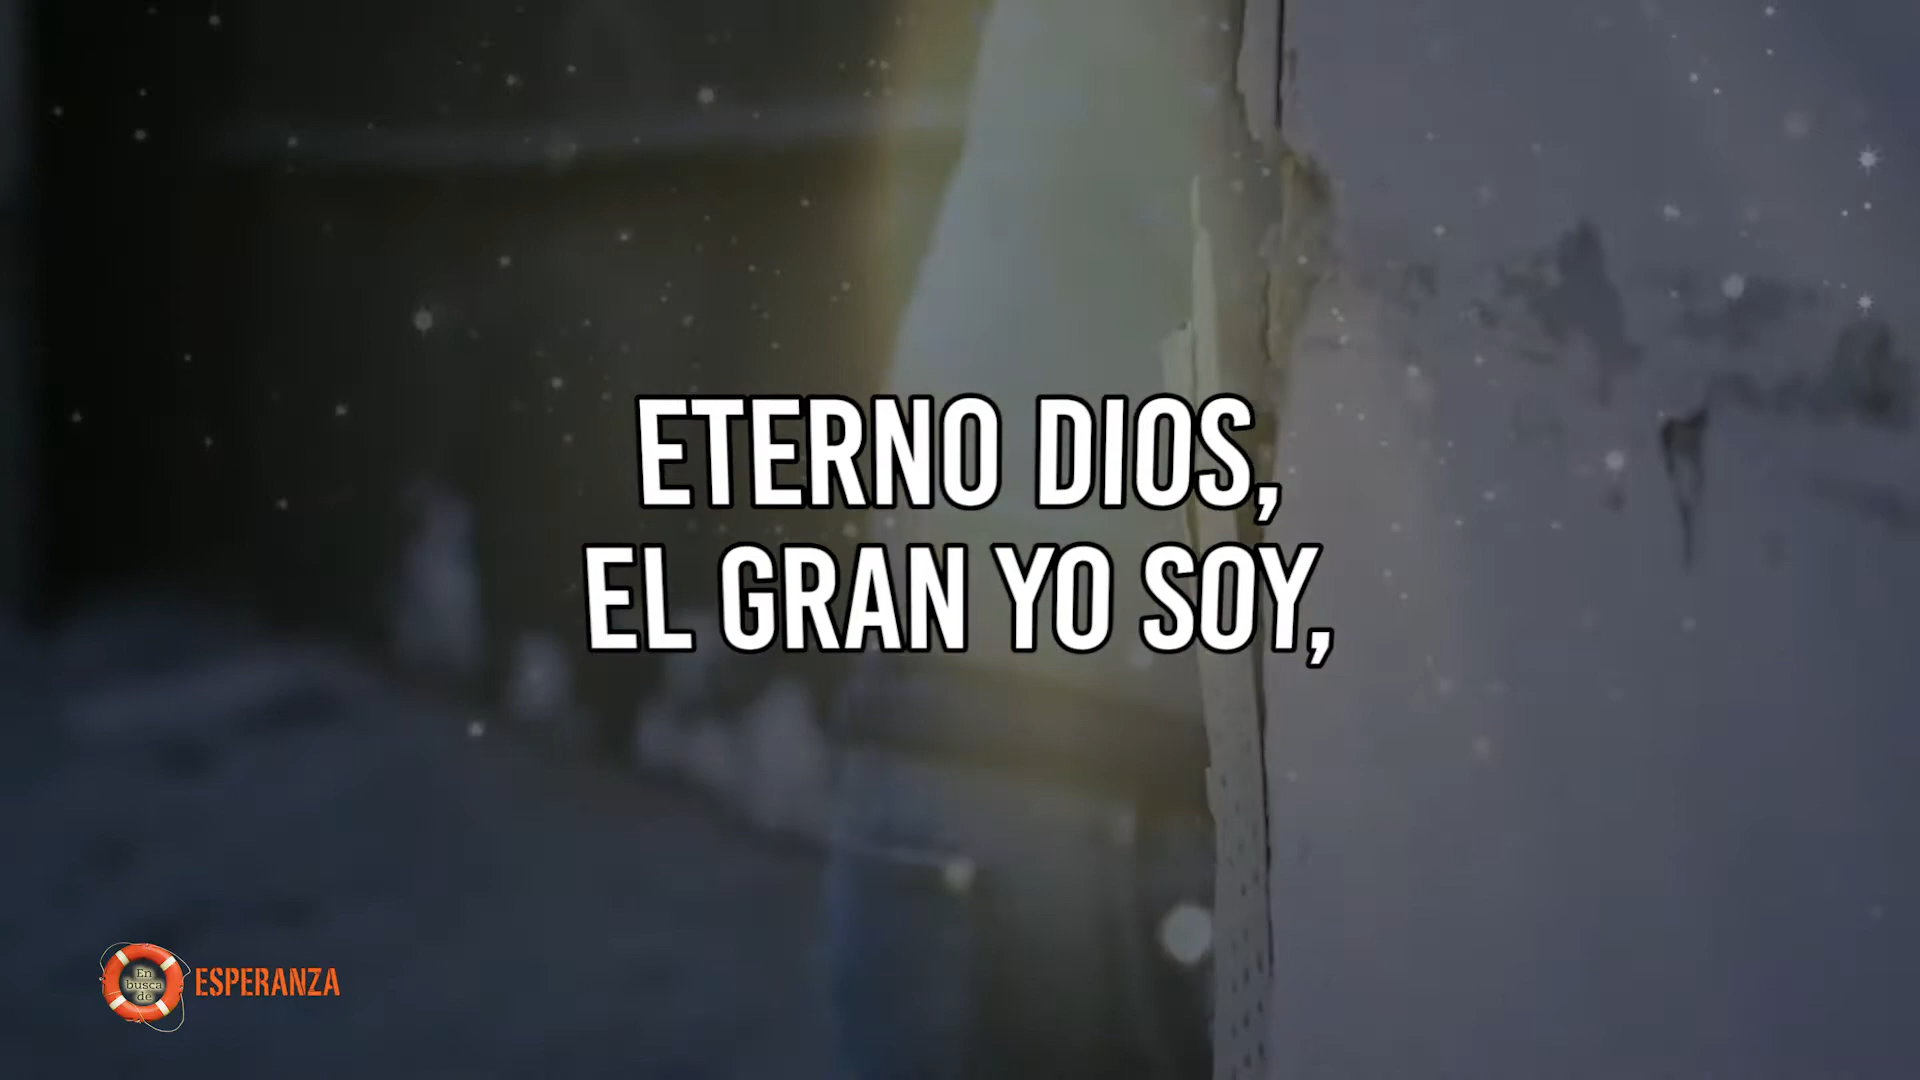 ETERNO DIOS,
EL GRAN YO SOY,
En
busca
de
ESPERANZA